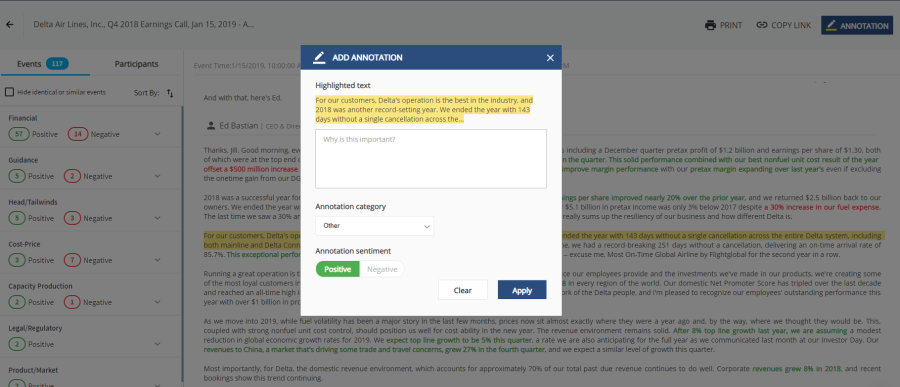 Delta Air Lines, Inc., Q4 2018 Earnings Call, Jan 15, 2019 - A...
PRINT
COPY LINK
ANNOTATION
Events 117
Participants
Hide identical or similar events
Sort By:
Financial
57 Positive 14 Negative
Guidance
5 Positive 2 Negative
Head/Tailwinds
5 Positive 3 Negative
Cost-Price
3 Positive 7 Negative
Capacity Production
2 Positive 1 Negative
Legal/Regulatory
2 Positive
Product/Market
Positive
Event Time:1/15/2019, 10:00:00 A
PM
And with that, here's Ed.
Ed Bastian | CEO & Dire
Thanks, Jill. Good morning, ev
s including a December quarter pretax profit of $1.2 billion and earnings per share of $1.30, both
of which were at the top end o
n the quarter. This solid performance combined with our best nonfuel unit cost result of the year
offset a $500 million increase
improve margin performance with our pretax margin expanding over last year's even if excluding
the onetime gain from our DG
2018 was a successful year fo
ings per share improved nearly 20% over the prior year, and we returned $2.5 billion back to our
owners. We ended the year w
$5.1 billion in pretax income was only 3% below 2017 despite a 30% increase in our fuel expense.
The last time we saw a 30% an
really sums up the resiliency of our business and how different Delta is.
For our customers, Delta's op
ended the year with 143 days without a single cancellation across the entire Delta system, including
both mainline and Delta Conn
ne, we had a record-breaking 251 days without a cancellation, delivering an on-time arrival rate of
85.7%. This exceptional perfor
-- excuse me, Most On-Time Global Airline by Flightglobal for the second year in a row.
Running a great operation is t
ce our employees provide and the investments we've made in our products, we're creating some
of the most loyal customers i
8 in every region of the world. Our domestic Net Promoter Score has tripled over the last decade
and reached an all-time high i
ork of the Delta people, and I'm pleased to recognize our employees' outstanding performance this
year with over $1 billion in pro
As we move into 2019, while fuel volatility has been a major story in the last few months, prices now sit almost exactly where they were a year ago and, by the way, where we thought they would be. This,
coupled with strong nonfuel unit cost control, should position us well for cost ability in the new year. The revenue environment remains solid. After 8% top line growth last year, we are assuming a modest
reduction in global economic growth rates for 2019. We expect top line growth to be 5% this quarter, a rate we are also anticipating for the full year as we communicated last month at our Investor Day. Our
revenues to China, a market that's driving some trade and travel concerns, grew 27% in the fourth quarter, and we expect a similar level of growth this quarter.
Most importantly, for Delta, the domestic revenue environment, which accounts for approximately 70% of our total past due revenue continues to do well. Corporate revenues grew 8% in 2018, and recent
bookings show this trend continuing.
ADD ANNOTATION
Highlighted text
For our customers, Delta's operation is the best in the industry, and
2018 was another record-setting year. We ended the year with 143
days without a single cancellation across the...
Why is this important?
Annotation category
Other
Annotation sentiment
Positive Negative
Clear Apply